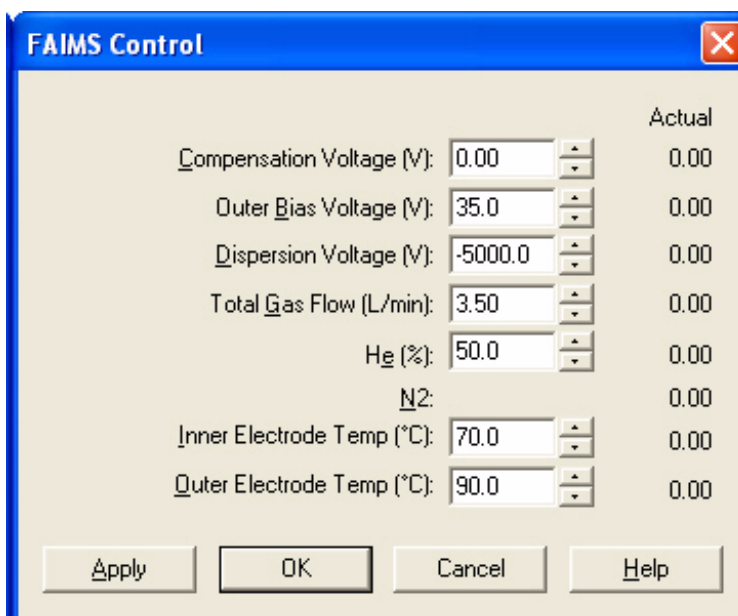 FAIMS Control
Actual
Compensation Voltage (V): 0.00 0.00
Outer Bias Voltage (V): 35.0 0.00
Dispersion Voltage (V): -5000.0 0.00
Total Gas Flow (L/min): 3.50 0.00
He (%): 50.0 0.00
N2: 0.00
Inner Electrode Temp (°C): 70.0 0.00
Outer Electrode Temp (°C): 90.0 0.00
Apply OK Cancel Help